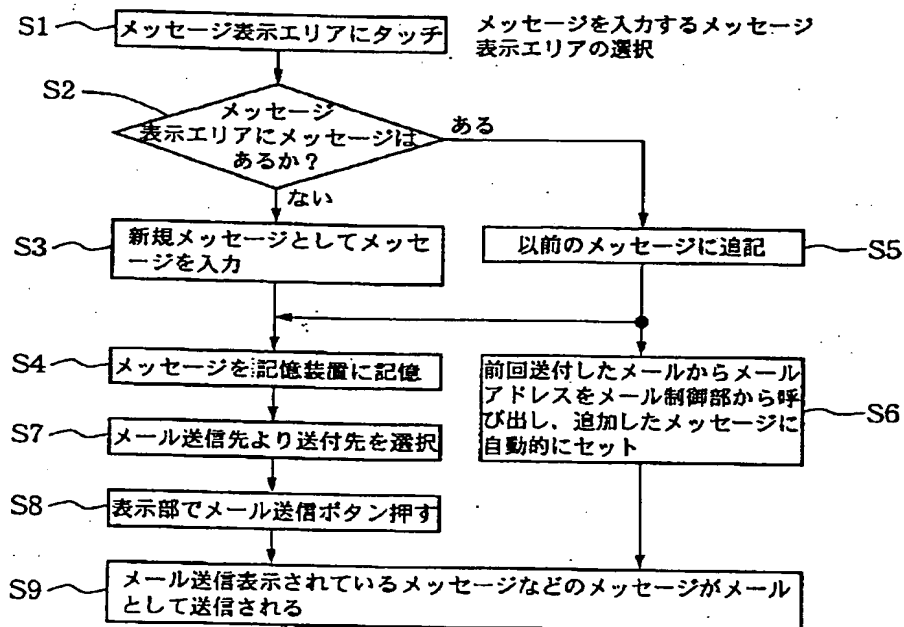 S1
メッセージ表示エリアにタッチ
メッセージを入力するメッセージ
表示エリアの選択
S2
メッセージ
表示エリアにメッセージは
あるか？
ある
ない
S3
新規メッセージとしてメッセ
ージを入力
以前のメッセージに追記
S5
S4
メッセージを記憶装置に記憶
前回送付したメールからメール
アドレスをメール制御部から呼
び出し、追加したメッセージに
自動的にセット
S6
S7
メール送信先より送付先を選択
S8
表示部でメール送信ボタン押す
S9
メール送信表示されているメッセージなどのメッセージがメール
として送信される